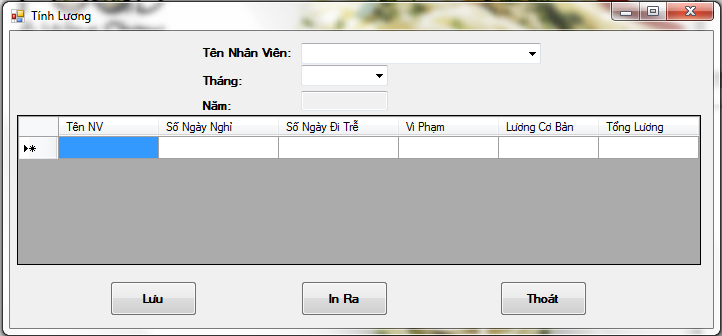 Tính Lương
Tên Nhân Viên:
Tháng:
Năm:
Tên NV Số Ngày Nghỉ Số Ngày Đi Trễ Vi Phạm Lương Cơ Bản Tổng Lương
Lưu In Ra Thoát